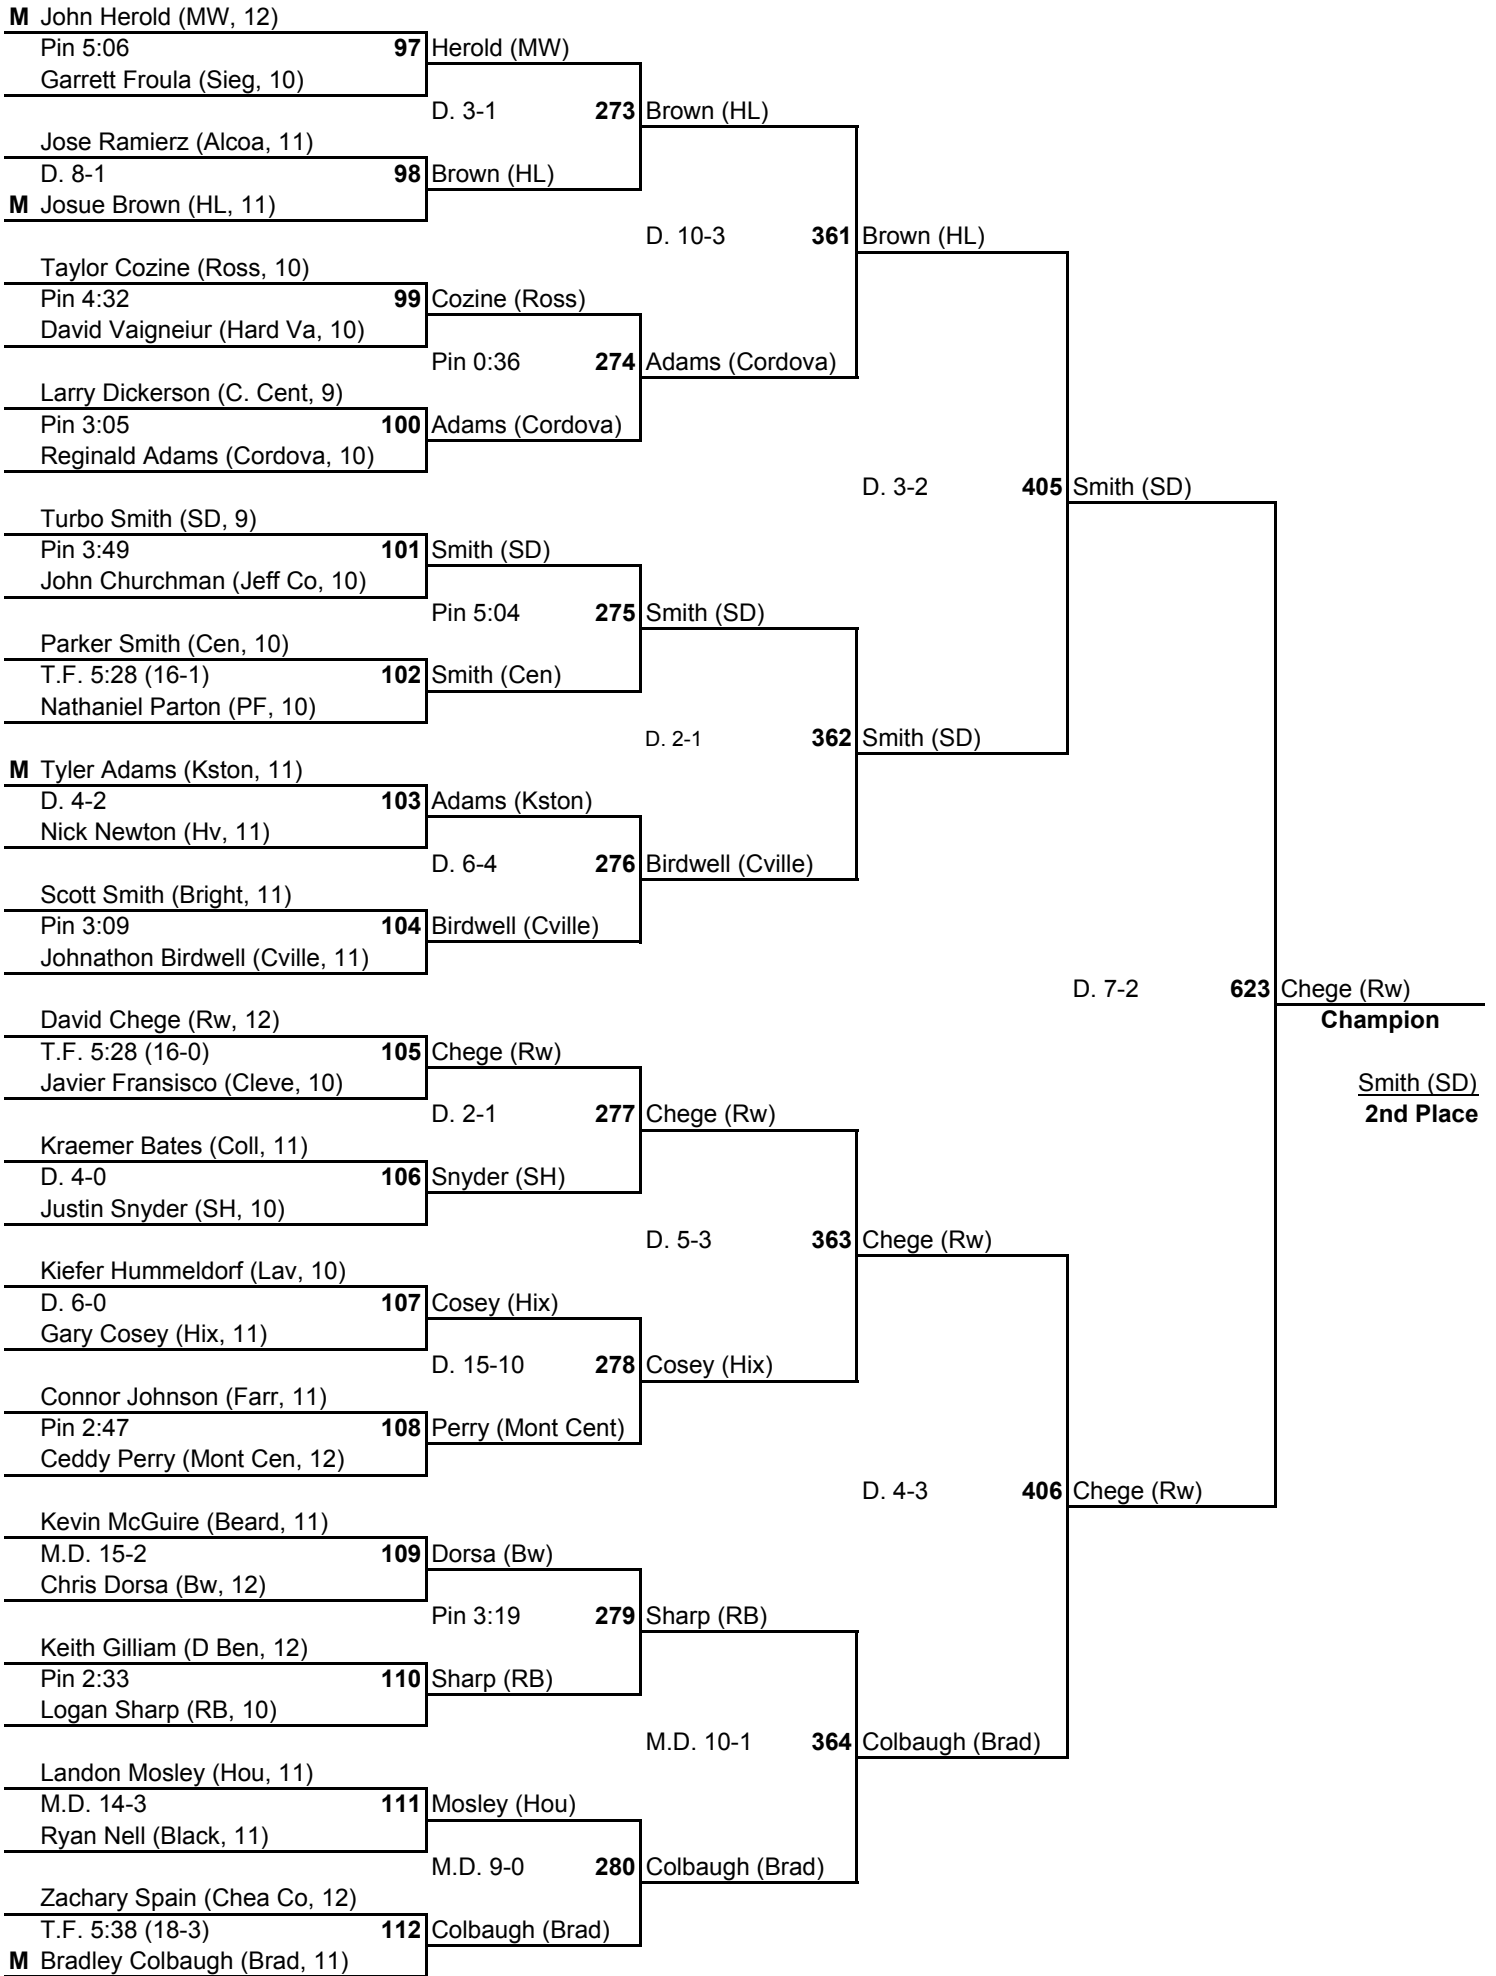 M John Herold (MW, 12)
Pin 5:06 97 Herold (MW)
Garrett Froula (Sieg, 10)
D. 3-1 273 Brown (HL)
Jose Ramierz (Alcoa, 11)
D. 8-1 98 Brown (HL)
M Josue Brown (HL, 11)
D. 10-3 361 Brown (HL)
Taylor Cozine (Ross, 10)
Pin 4:32 99 Cozine (Ross)
David Vaigneiur (Hard Va, 10)
Pin 0:36 274 Adams (Cordova)
Larry Dickerson (C. Cent, 9)
Pin 3:05 100 Adams (Cordova)
Reginald Adams (Cordova, 10)
D. 3-2 405 Smith (SD)
Turbo Smith (SD, 9)
Pin 3:49 101 Smith (SD)
John Churchman (Jeff Co, 10)
Pin 5:04 275 Smith (SD)
Parker Smith (Cen, 10)
T.F. 5:28 (16-1) 102 Smith (Cen)
Nathaniel Parton (PF, 10)
D. 2-1 362 Smith (SD)
M Tyler Adams (Kston, 11)
D. 4-2 103 Adams (Kston)
Nick Newton (Hv, 11)
D. 6-4 276 Birdwell (Cville)
Scott Smith (Bright, 11)
Pin 3:09 104 Birdwell (Cville)
Johnathon Birdwell (Cville, 11)
D. 7-2 623 Chege (Rw)
David Chege (Rw, 12) Champion
T.F. 5:28 (16-0) 105 Chege (Rw)
Javier Fransisco (Cleve, 10) Smith (SD)
D. 2-1 277 Chege (Rw) 2nd Place
Kraemer Bates (Coll, 11)
D. 4-0 106 Snyder (SH)
Justin Snyder (SH, 10)
D. 5-3 363 Chege (Rw)
Kiefer Hummeldorf (Lav, 10)
D. 6-0 107 Cosey (Hix)
Gary Cosey (Hix, 11)
D. 15-10 278 Cosey (Hix)
Connor Johnson (Farr, 11)
Pin 2:47 108 Perry (Mont Cent)
Ceddy Perry (Mont Cen, 12)
D. 4-3 406 Chege (Rw)
Kevin McGuire (Beard, 11)
M.D. 15-2 109 Dorsa (Bw)
Chris Dorsa (Bw, 12)
Pin 3:19 279 Sharp (RB)
Keith Gilliam (D Ben, 12)
Pin 2:33 110 Sharp (RB)
Logan Sharp (RB, 10)
M.D. 10-1 364 Colbaugh (Brad)
Landon Mosley (Hou, 11)
M.D. 14-3 111 Mosley (Hou)
Ryan Nell (Black, 11)
M.D. 9-0 280 Colbaugh (Brad)
Zachary Spain (Chea Co, 12)
T.F. 5:38 (18-3) 112 Colbaugh (Brad)
M Bradley Colbaugh (Brad, 11)